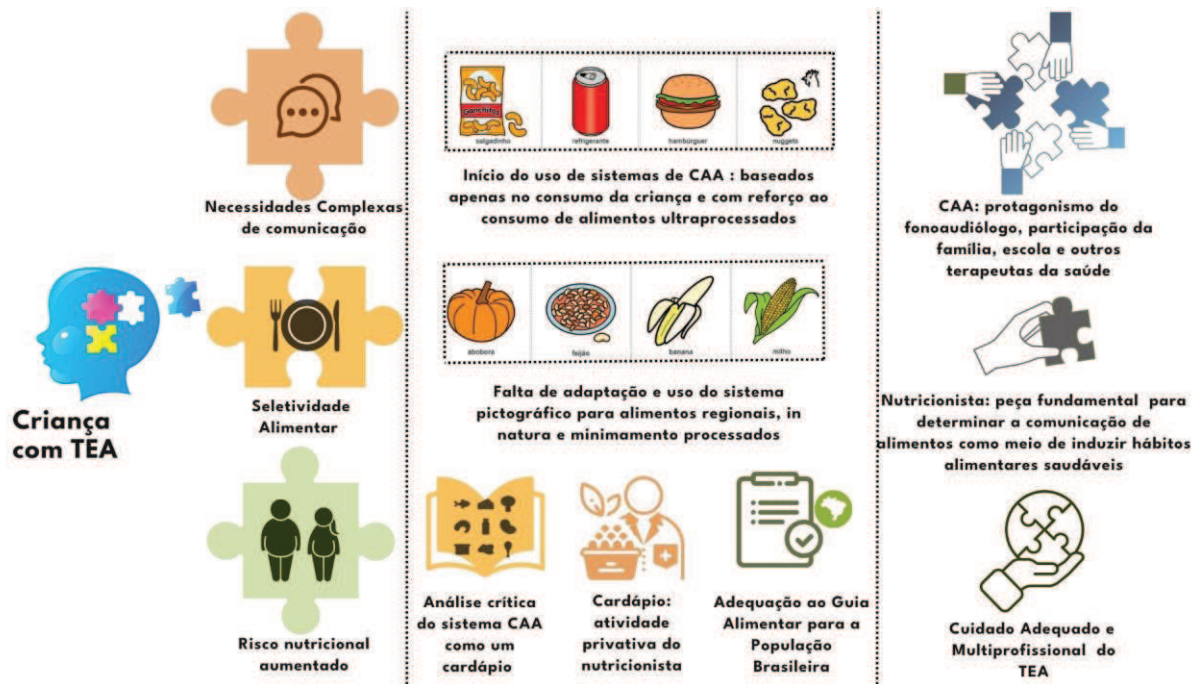 Criança
com TEA
Necessidades Complexas
de comunicação
Seletividade
Alimentar
Risco nutricional
aumentado
Ganchitos
salgadinho
refrigerante
hambúrguer
nuggets
Início do uso de sistemas de CAA : baseados
apenas no consumo da criança e com reforço ao
consumo de alimentos ultraprocessados
abobora
feijão
banana
milho
Falta de adaptação e uso do sistema
pictográfico para alimentos regionais, in
natura e minimamento processados
Análise crítica
do sistema CAA
como um
cardápio
Cardápio:
atividade
privativa do
nutricionista
Adequação ao Guia
Alimentar para a
População
Brasileira
CAA: protagonismo do
fonoaudiólogo, participação da
família, escola e outros
terapeutas da saúde
Nutricionista: peça fundamental para
determinar a comunicação de
alimentos como meio de induzir hábitos
alimentares saudáveis
Cuidado Adequado e
Multiprofissional do
TEA